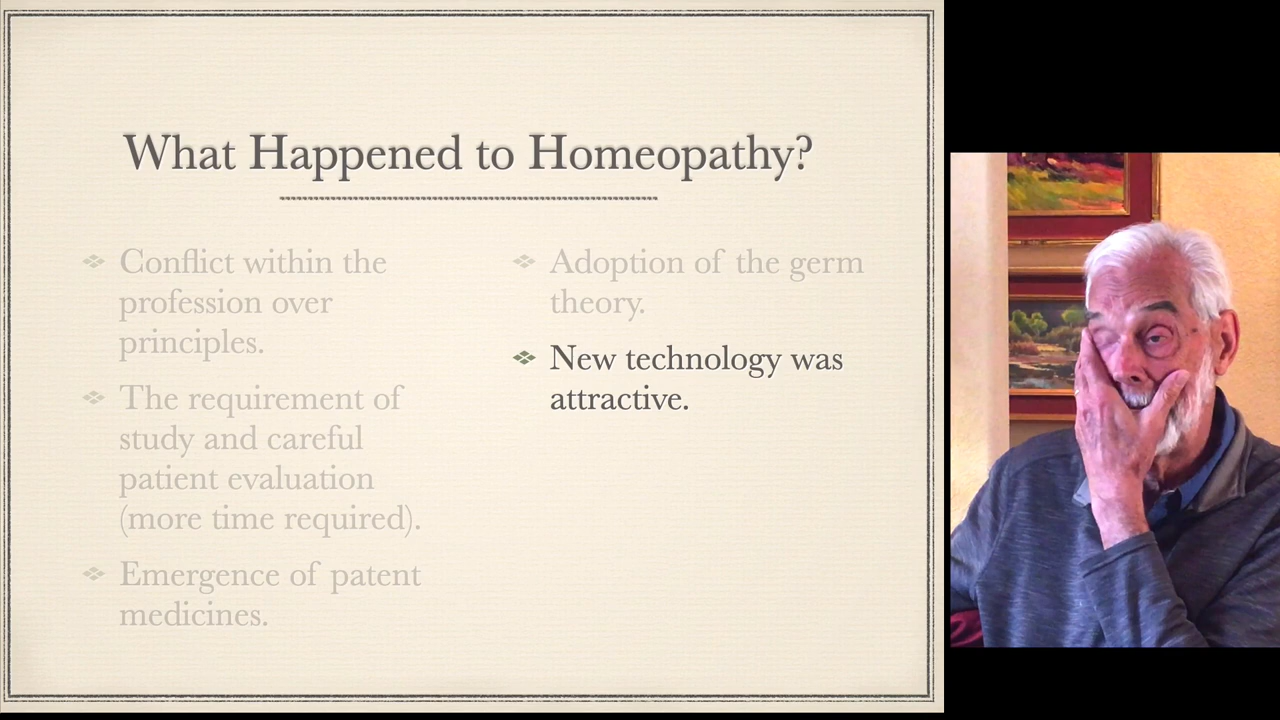 What Happened to Homeopathy?
Conflict within the
profession over
principles.
The requirement of
study and careful
patient evaluation
(more time required).
Emergence of patent
medicines.
Adoption of the germ
theory.
New technology was
attractive.